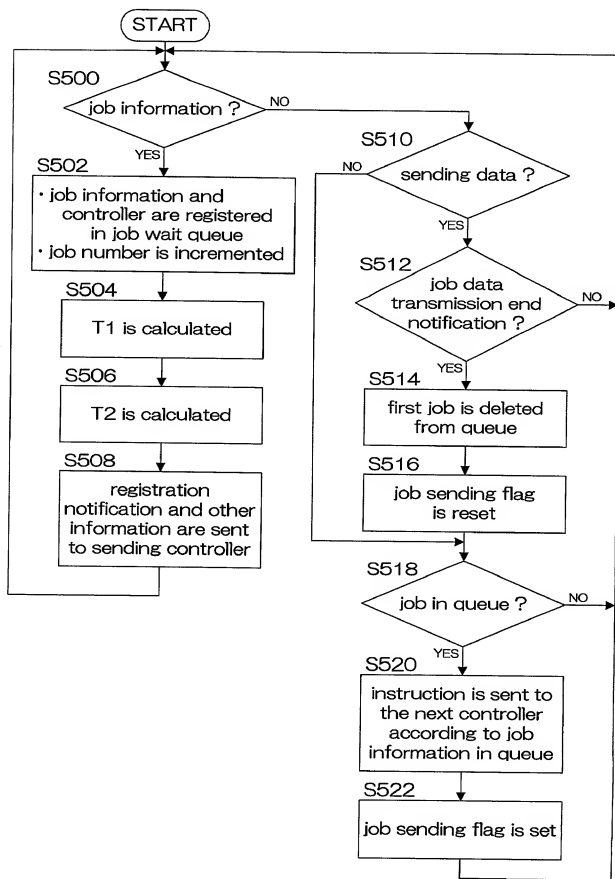 START
S500
job information ?
NO
YES
S502
・job information and
controller are registered
in job wait queue
・job number is incremented
S504
T1 is calculated
S506
T2 is calculated
S508
registration
notification and other
information are sent
to sending controller
S510
NO
sending data ?
YES
S512
job data
transmission end
notification ?
NO
YES
S514
first job is deleted
from queue
S516
job sending flag
is reset
S518
job in queue ?
NO
YES
S520
instruction is sent to
the next controller
according to job
information in queue
S522
job sending flag is set